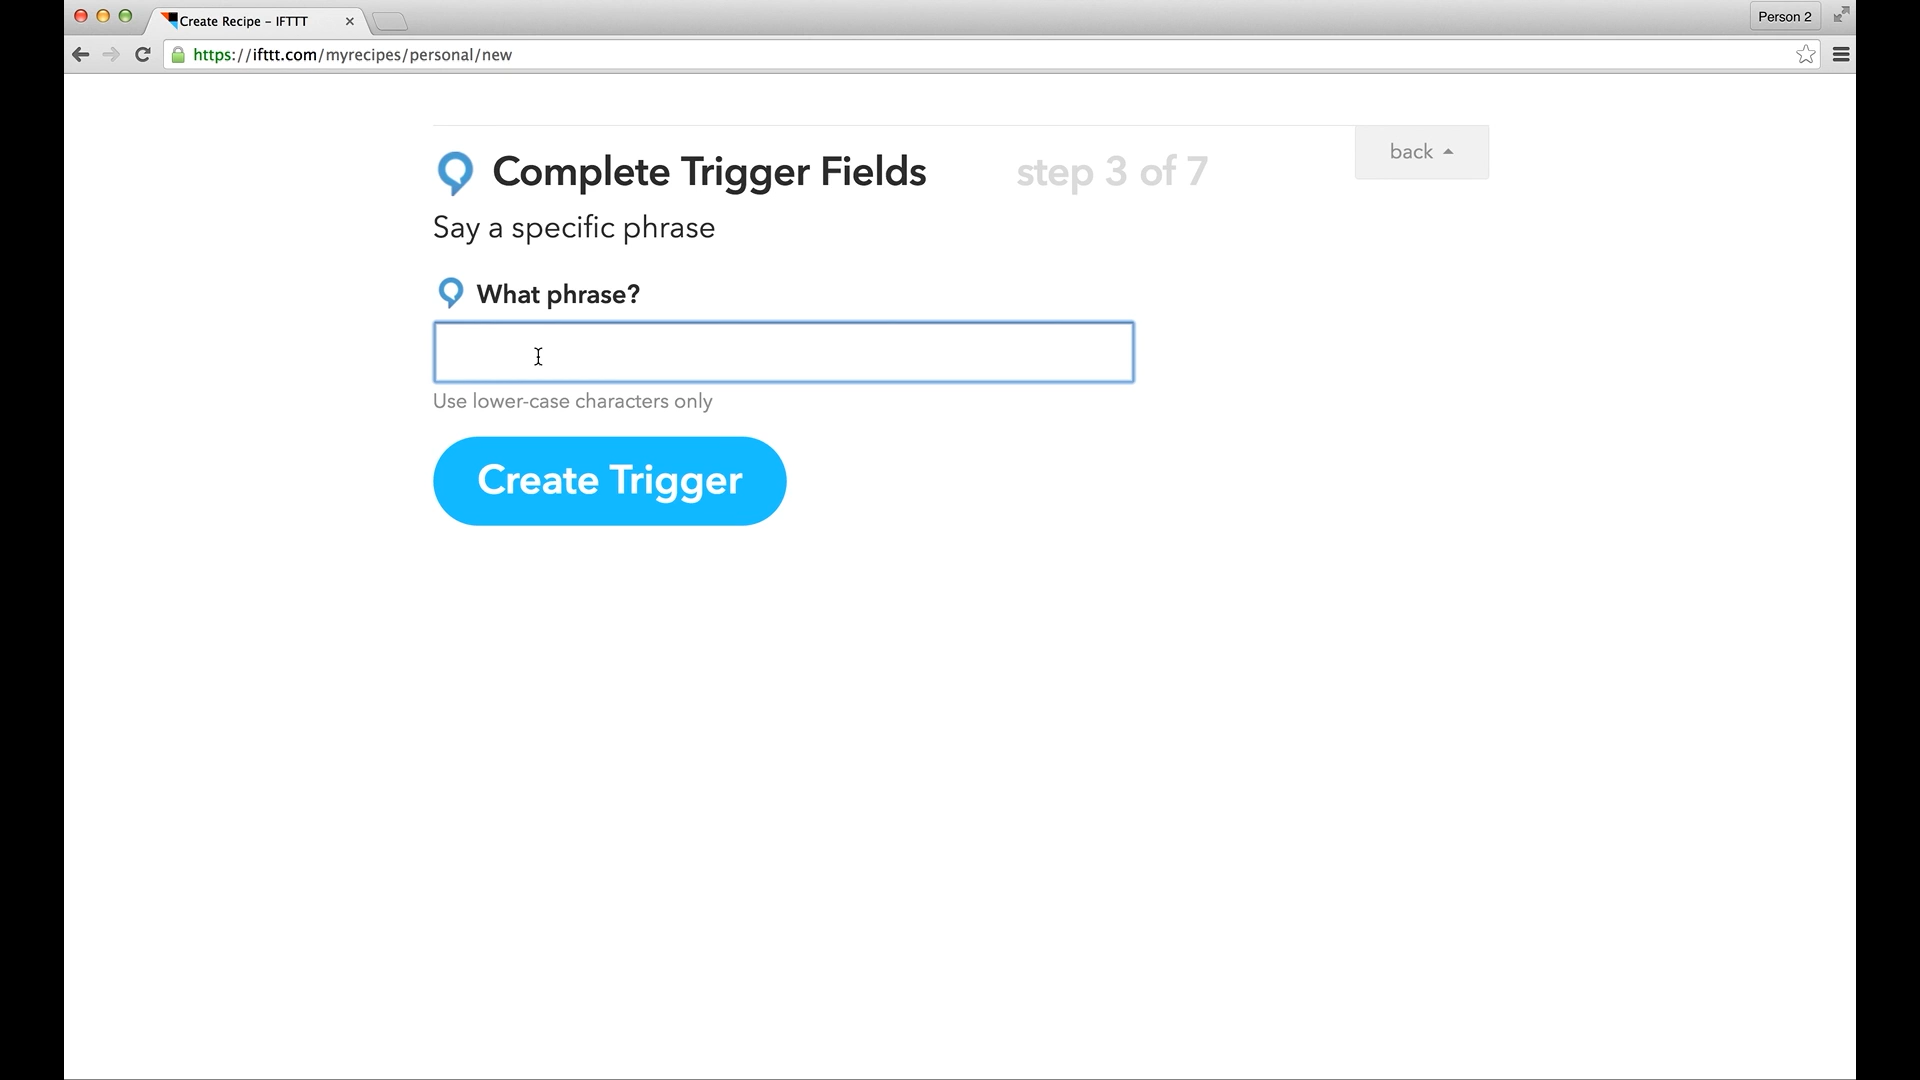 Create Recipe - IFTTT
Person 2
https://ifttt.com/myrecipes/personal/new
Complete Trigger Fields
step 3 of 7
back
Say a specific phrase
What phrase?
Use lower-case characters only
Create Trigger